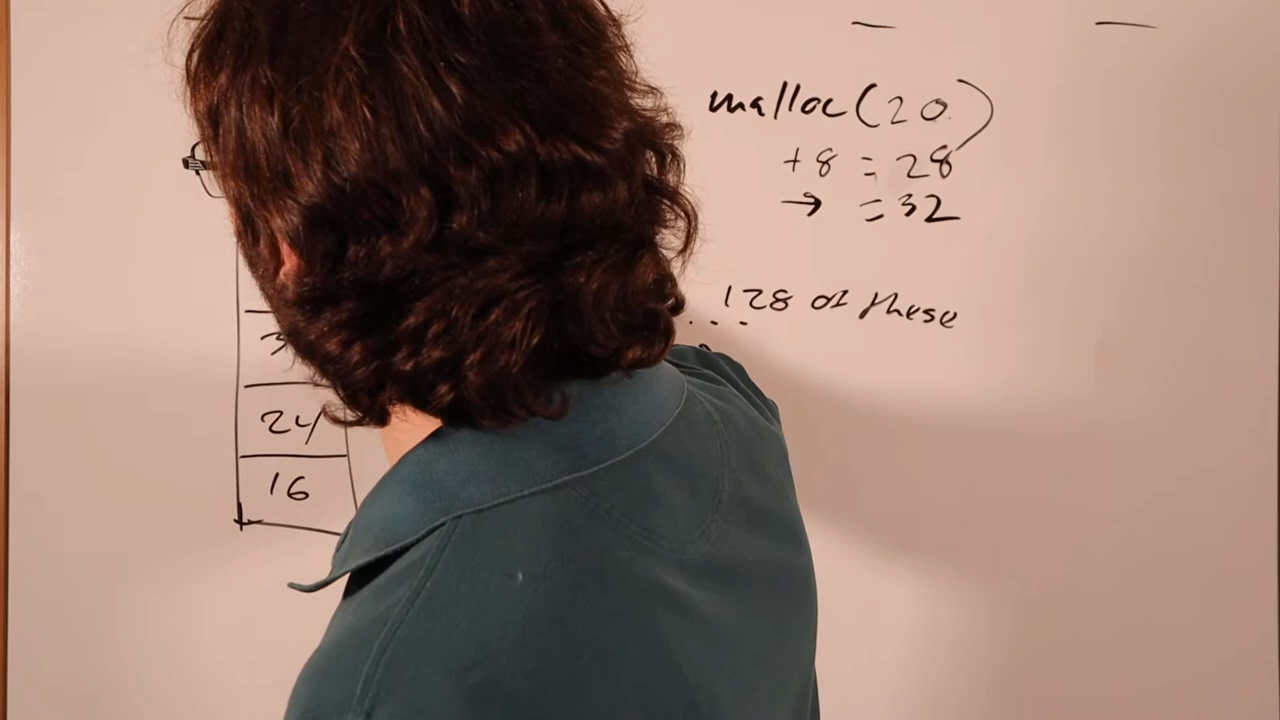 malloc(20)
+8 = 28
→ = 32
... 128 of these
24
16